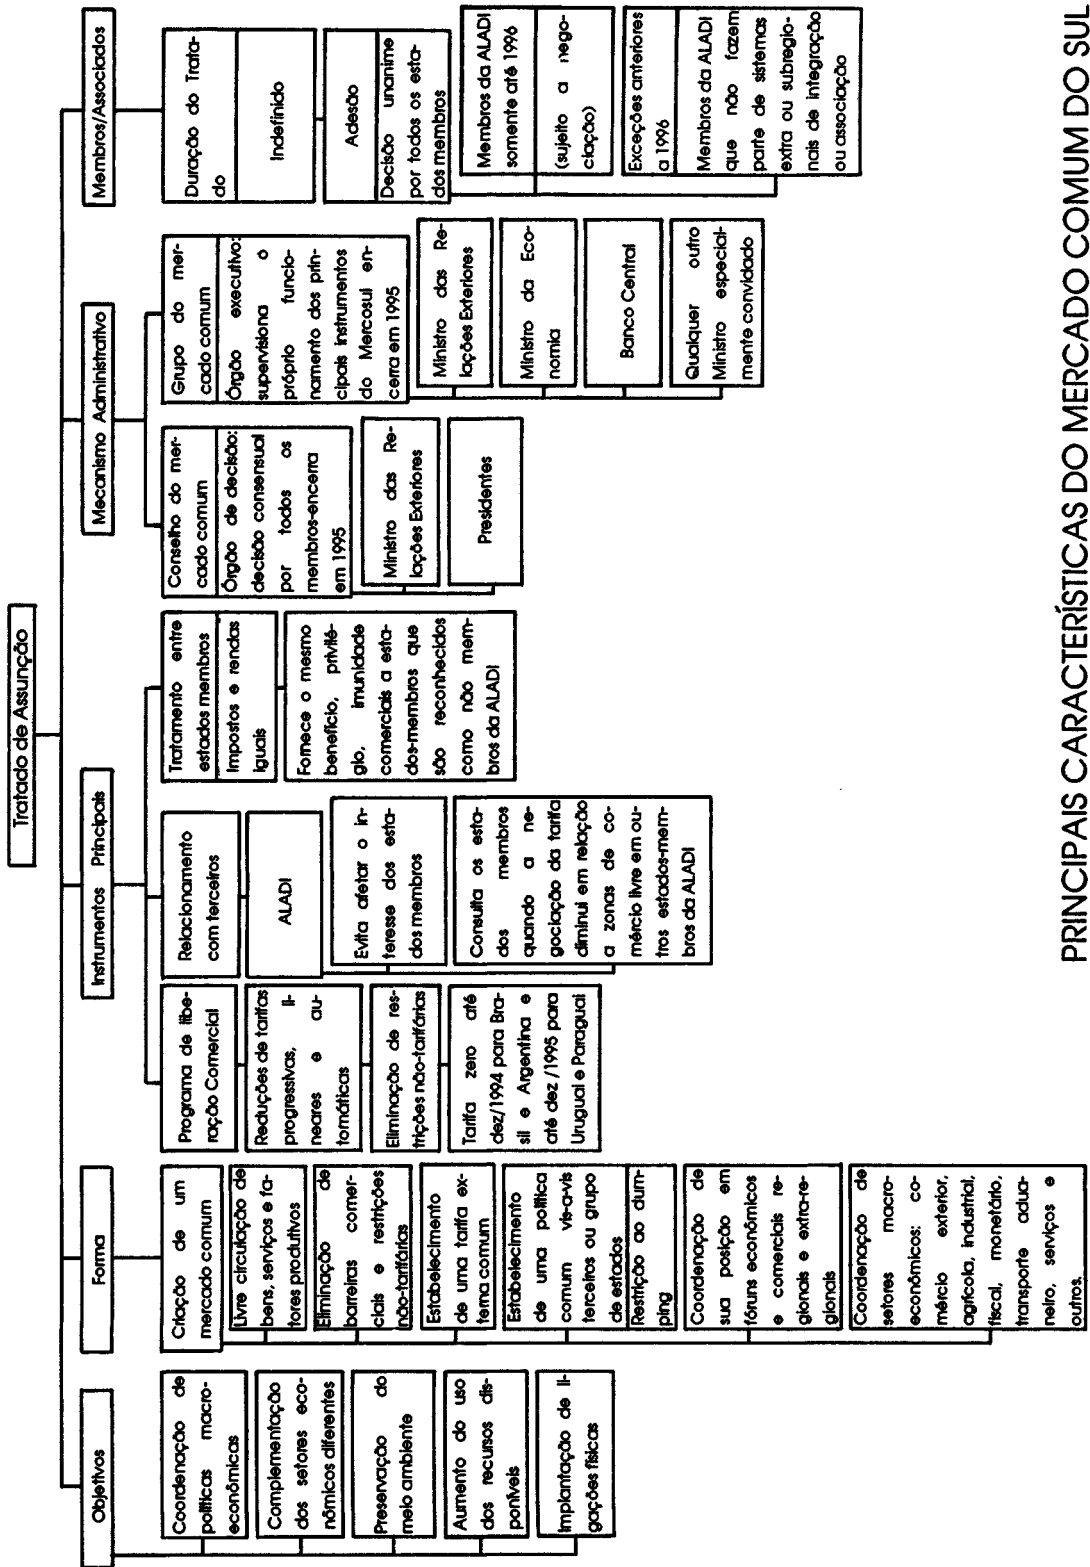 Tratado de Assunção
Objetivos
Coordenação de
políticas macro-
econômicas
Complementação
dos setores eco-
nômicos diferentes
Preservação do
meio ambiente
Aumento do uso
dos recursos dis-
poníveis
Implantação de li-
gações físicas
Forma
Criação de um
mercado comum
Livre circulação de
bens, serviços e fa-
tores produtivos
Eliminação de
barreiras comer-
ciais e restrições
não-tarifárias
Estabelecimento
de uma tarifa ex-
terna comum
Estabelecimento
de uma política
comum vis-a-vis
terceiros ou grupo
de estados
Restrição ao dum-
ping
Coordenação de
sua posição em
fóruns econômicos
e comerciais re-
gionais e extra-re-
gionais
Coordenação de
setores macro-
econômicos: co-
mércio exterior,
agrícola, industrial,
fiscal, monetário,
transporte adua-
neiro, serviços e
outros.
Instrumentos Principais
Programa de libe-
ração Comercial
Reduções de tarifas
progressivas, li-
neares e au-
tomáticas
Eliminação de res-
trições não-tarifárias
Tarifa zero até
dez/1994 para Bra-
sil e Argentina e
até dez /1995 para
Uruguai e Paraguai
Relacionamento
com terceiros
ALADI
Evita afetar o in-
teresse dos esta-
dos membros
Consulta os esta-
dos membros
quando a ne-
gociação da tarifa
diminui em relação
a zonas de co-
mércio livre em ou-
tros estados-mem-
bros da ALADI
Tratamento entre
estados membros
Impostos e rendas
iguais
Fornece o mesmo
benefício, privilé-
gio, imunidade
comerciais a esta-
dos-membros que
são reconhecidos
como não mem-
bros da ALADI
Mecanismo Administrativo
Conselho do mer-
cado comum
Órgão de decisão:
decisão consensual
por todos os
membros-encerra
em 1995
Ministro das Re-
lações Exteriores
Presidentes
Grupo do mer-
cado comum
Órgão executivo:
supervisiona o
próprio funcio-
namento dos prin-
cipais instrumentos
do Mercosul en-
cerra em 1995
Ministro das Re-
lações Exteriores
Ministro da Eco-
nomia
Banco Central
Qualquer outro
Ministro especial-
mente convidado
Membros/Associados
Duração do Trata-
do
Indefinido
Adesão
Decisão unanime
por todos os esta-
dos membros
Membros da ALADI
somente até 1996
(sujeito a nego-
ciação)
Exceções anteriores
a 1996
Membros da ALADI
que não fazem
parte de sistemas
extra ou subregio-
nais de integração
ou associação
PRINCIPAIS CARACTERÍSTICAS DO MERCADO COMUM DO SUL